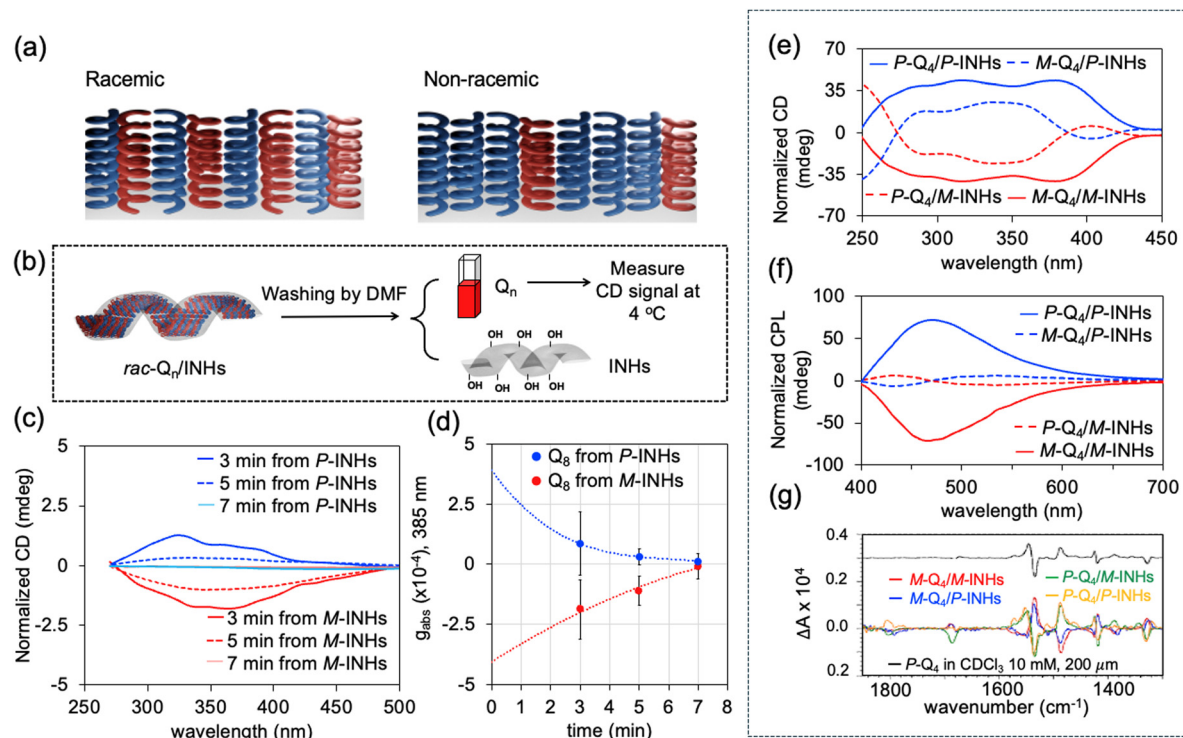 (a)
Racemic
Non-racemic
(b)
rac-Qn/INHs
Washing by DMF
Qn
Measure
CD signal at
4 ºC
OH
OH
OH
OH
OH
OH
OH
INHs
(c)
Normalized CD (mdeg)
5
2.5
0
-2.5
-5
3 min from P-INHs
5 min from P-INHs
7 min from P-INHs
3 min from M-INHs
5 min from M-INHs
7 min from M-INHs
250 300 350 400 450 500
wavelength (nm)
(d)
gabs (x10⁻⁴), 385 nm
5
2.5
0
-2.5
-5
Q8 from P-INHs
Q8 from M-INHs
0 1 2 3 4 5 6 7 8
time (min)
(e)
Normalized CD
(mdeg)
70
35
0
-35
-70
P-Q4/P-INHs
M-Q4/P-INHs
P-Q4/M-INHs
M-Q4/M-INHs
250 300 350 400 450
wavelength (nm)
(f)
Normalized CPL
(mdeg)
100
50
0
-50
-100
P-Q4/P-INHs
M-Q4/P-INHs
P-Q4/M-INHs
M-Q4/M-INHs
400 500 600 700
wavelength (nm)
(g)
ΔA x 10⁴
0.4
0.2
0.0
0.2
M-Q4/M-INHs
P-Q4/M-INHs
M-Q4/P-INHs
P-Q4/P-INHs
P-Q4 in CDCl3 10 mM, 200 μm
1800 1600 1400
wavenumber (cm⁻¹)